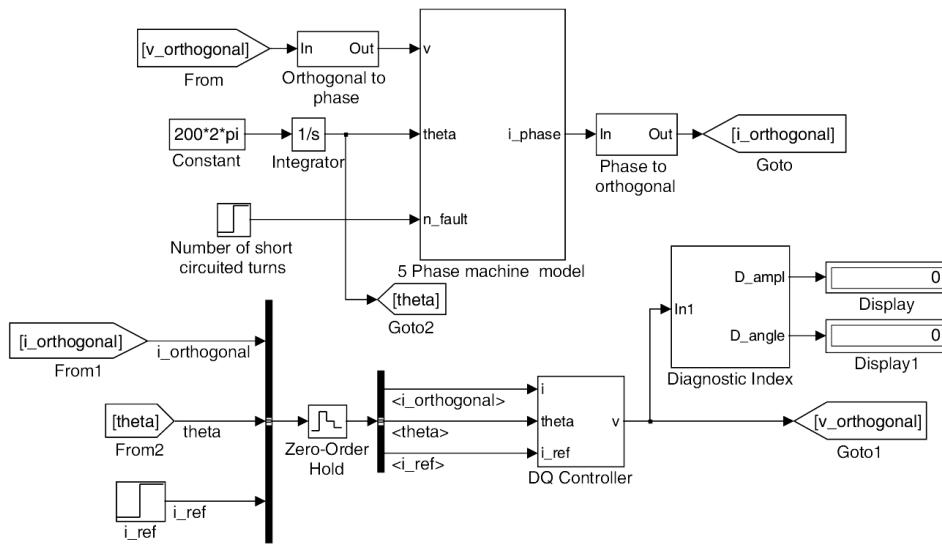 [v_orthogonal]
From
In Out
Orthogonal to
phase
v
200*2*pi
Constant
1/s
Integrator
theta
i_phase
In Out
Phase to
orthogonal
[i_orthogonal]
Goto
n_fault
Number of short
circuited turns
5 Phase machine model
[theta]
Goto2
In1
D_ampl
D_angle
Diagnostic Index
0
Display
0
Display1
[i_orthogonal]
From1
i_orthogonal
[theta]
From2
theta
i_ref
i_ref
Zero-Order
Hold
<i_orthogonal>
<theta>
<i_ref>
i
theta
i_ref
v
DQ Controller
[v_orthogonal]
Goto1